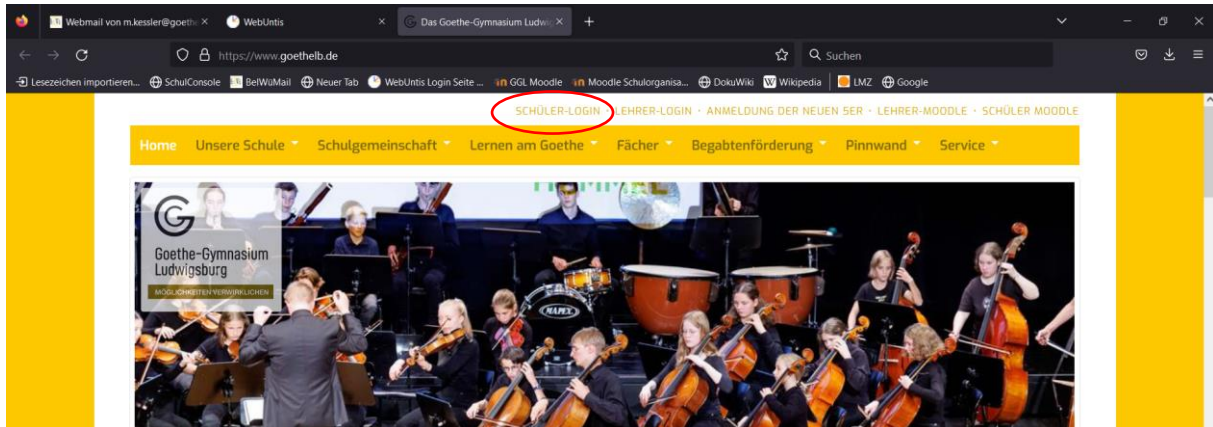 Webmail von m.kessler@goeth
WebUntis
Das Goethe-Gymnasium Ludwig
https://www.goethelb.de
Suchen
Lesezeichen importieren... SchulConsole BelWüMail Neuer Tab WebUntis Login Seite ... GGL Moodle Moodle Schulorganisa... DokuWiki Wikipedia LMZ Google
SCHÜLER-LOGIN · LEHRER-LOGIN · ANMELDUNG DER NEUEN 5ER · LEHRER-MOODLE · SCHÜLER MOODLE
Home Unsere Schule Schulgemeinschaft Lernen am Goethe Fächer Begabtenförderung Pinnwand Service
Goethe-Gymnasium
Ludwigsburg
MÖGLICHKEITEN VERWIRKLICHEN
MAPEX